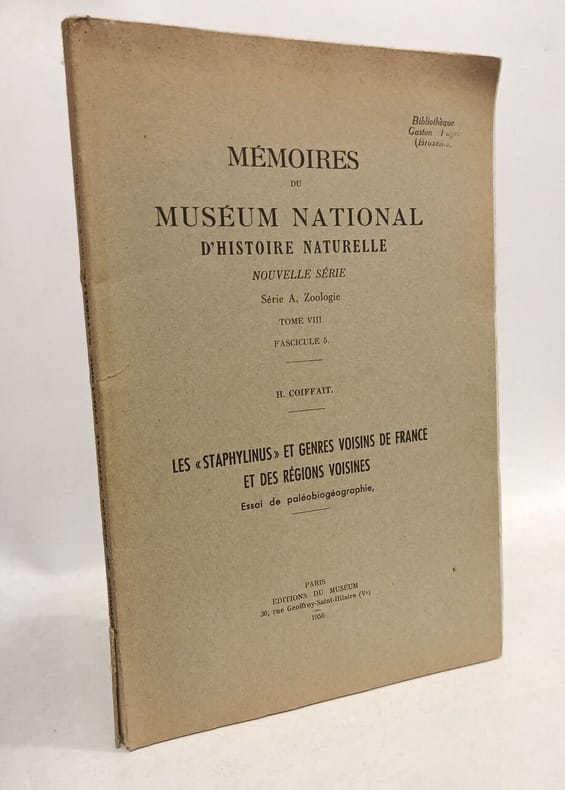 Bibliothèque
Gaston
MÉMOIRES
DU
MUSÉUM NATIONAL
D'HISTOIRE NATURELLE
NOUVELLE SÉRIE
Série A, Zoologie
TOME VIII
FASCICULE 5.
H. COIFFAIT.
LES «STAPHYLINUS» ET GENRES VOISINS DE FRANCE
ET DES RÉGIONS VOISINES
Essai de paléobiogéographie,
PARIS
EDITIONS DU MUSÉUM
36, rue Geoffroy-Saint-Hilaire (Vᵉ)
1956